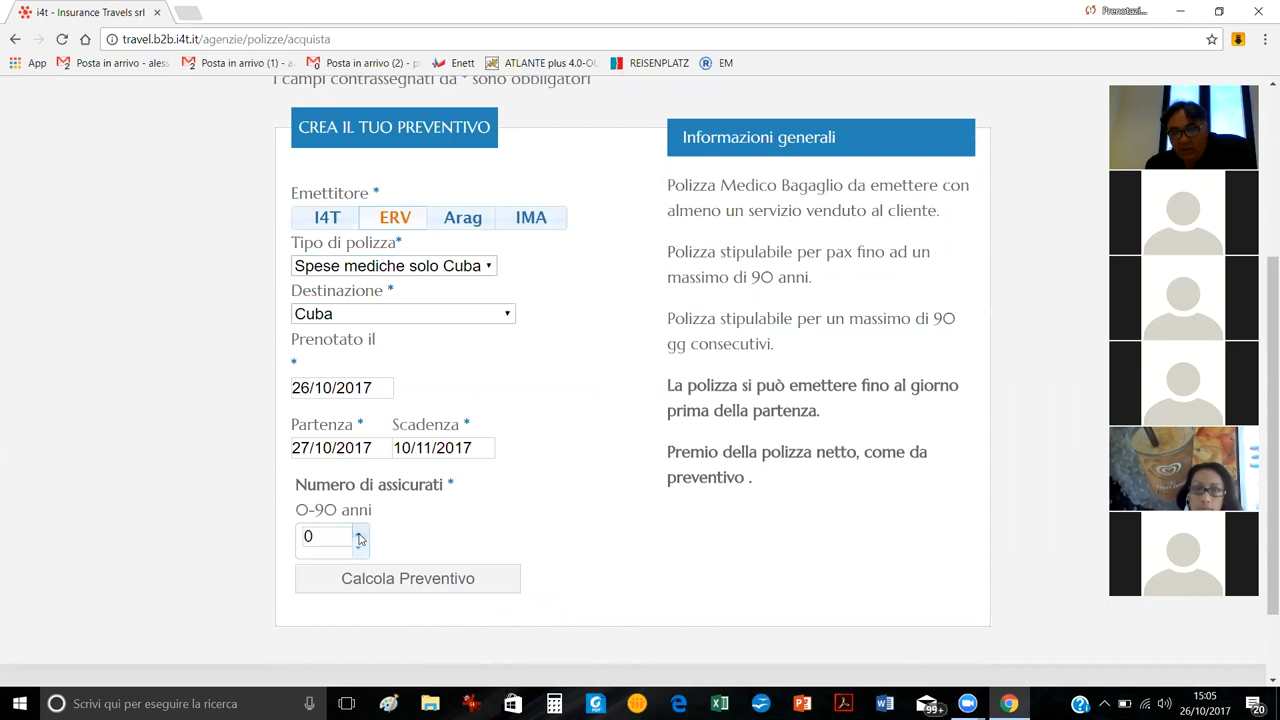 i4t - Insurance Travels srl
Prenotazi...
travel.b2b.i4t.it/agenzie/polizze/acquista
App
Posta in arrivo - aless
Posta in arrivo (1) - a
Posta in arrivo (2) - p
Enett
ATLANTE plus 4.0-OU
REISENPLATZ
EM
I campi contrassegnati da * sono obbligatori
CREA IL TUO PREVENTIVO
Emettitore *
I4T ERV Arag IMA
Tipo di polizza*
Spese mediche solo Cuba
Destinazione *
Cuba
Prenotato il
*
26/10/2017
Partenza * Scadenza *
27/10/2017 10/11/2017
Numero di assicurati *
0-90 anni
0
Calcola Preventivo
Informazioni generali
Polizza Medico Bagaglio da emettere con
almeno un servizio venduto al cliente.
Polizza stipulabile per pax fino ad un
massimo di 90 anni.
Polizza stipulabile per un massimo di 90
gg consecutivi.
La polizza si può emettere fino al giorno
prima della partenza.
Premio della polizza netto, come da
preventivo .
Scrivi qui per eseguire la ricerca
99+
15:05
26/10/2017
20